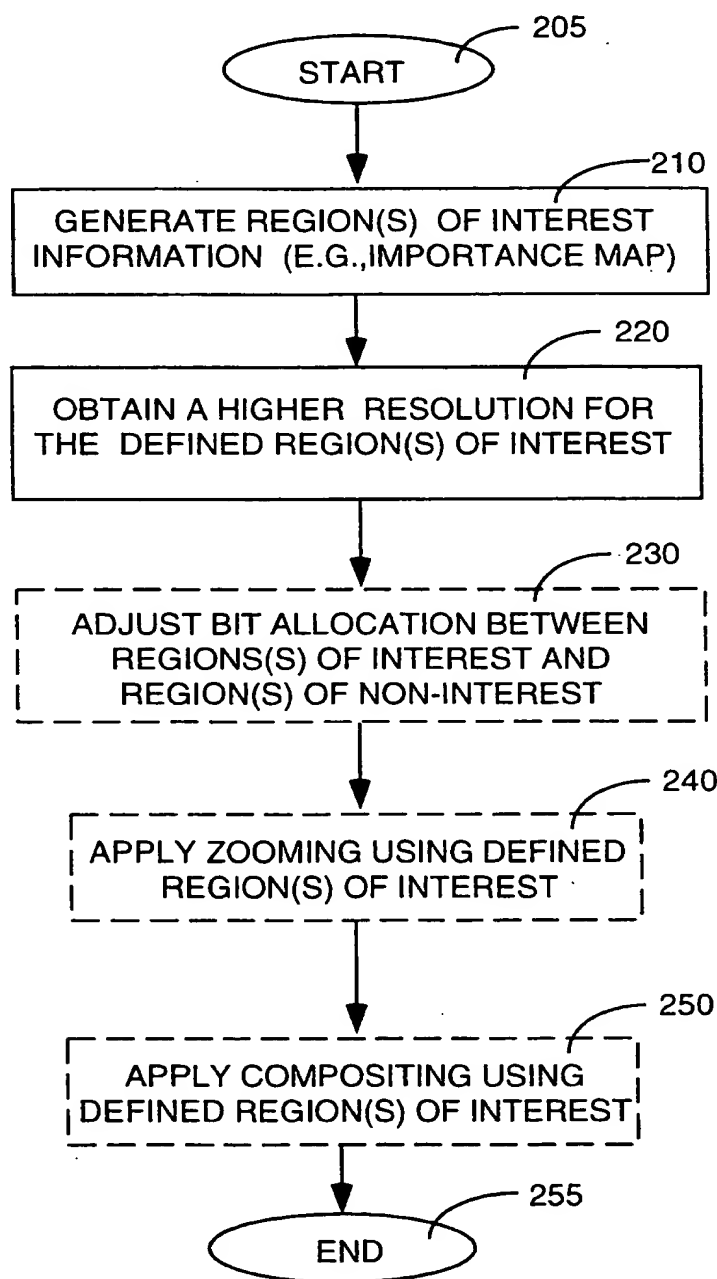 205
START
210
GENERATE REGION(S) OF INTEREST
INFORMATION (E.G.,IMPORTANCE MAP)
220
OBTAIN A HIGHER RESOLUTION FOR
THE DEFINED REGION(S) OF INTEREST
230
ADJUST BIT ALLOCATION BETWEEN
REGIONS(S) OF INTEREST AND
REGION(S) OF NON-INTEREST
240
APPLY ZOOMING USING DEFINED
REGION(S) OF INTEREST
250
APPLY COMPOSITING USING
DEFINED REGION(S) OF INTEREST
255
END